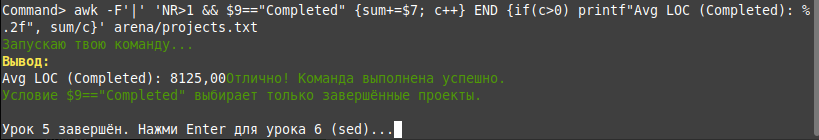 Command> awk -F'|' 'NR>1 && $9=="Completed" {sum+=$7; c++} END {if(c>0) printf"Avg LOC (Completed): %
.2f", sum/c}' arena/projects.txt
Запускаю твою команду...
Вывод:
Avg LOC (Completed): 8125,00Отлично! Команда выполнена успешно.
Условие $9=="Completed" выбирает только завершённые проекты.
Урок 5 завершён. Нажми Enter для урока 6 (sed)...